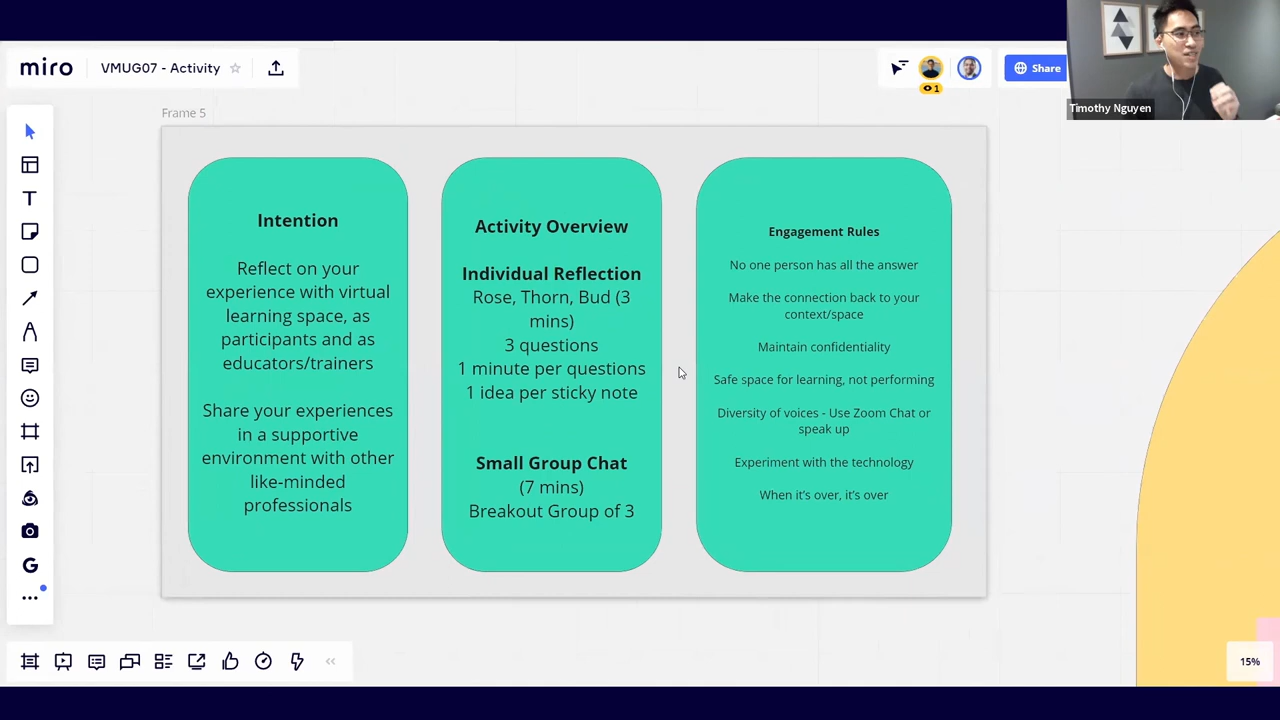 miro
VMUG07 - Activity
1
Share
Timothy Nguyen
Frame 5
Intention
Reflect on your
experience with virtual
learning space, as
participants and as
educators/trainers
Share your experiences
in a supportive
environment with other
like-minded
professionals
Activity Overview
Individual Reflection
Rose, Thorn, Bud (3
mins)
3 questions
1 minute per questions
1 idea per sticky note
Small Group Chat
(7 mins)
Breakout Group of 3
Engagement Rules
No one person has all the answer
Make the connection back to your
context/space
Maintain confidentiality
Safe space for learning, not performing
Diversity of voices - Use Zoom Chat or
speak up
Experiment with the technology
When it's over, it's over
15%